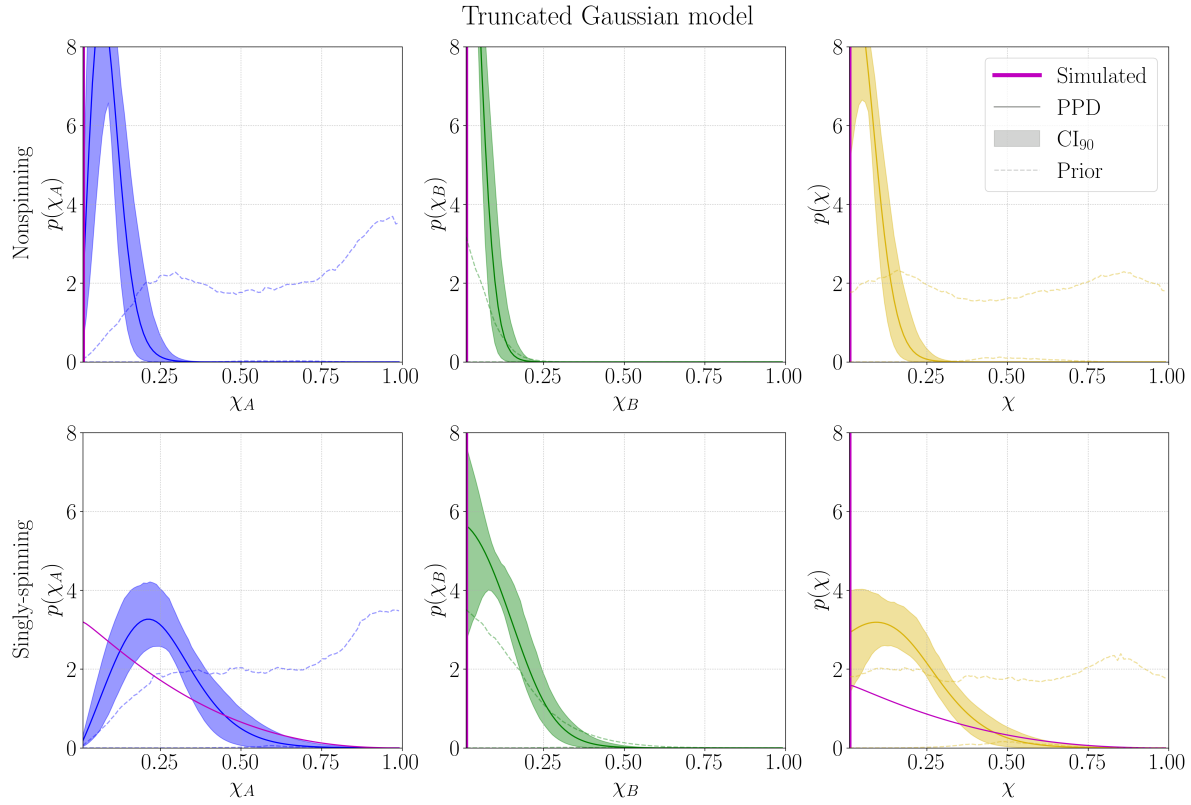 Truncated Gaussian model
Nonspinning
p(χ_A)
8
6
4
2
0
0.25
0.50
0.75
1.00
χ_A
p(χ_B)
8
6
4
2
0
0.25
0.50
0.75
1.00
χ_B
p(χ)
8
6
4
2
0
0.25
0.50
0.75
1.00
χ
Simulated
PPD
CI₉₀
Prior
Singly-spinning
p(χ_A)
8
6
4
2
0
0.25
0.50
0.75
1.00
χ_A
p(χ_B)
8
6
4
2
0
0.25
0.50
0.75
1.00
χ_B
p(χ)
8
6
4
2
0
0.25
0.50
0.75
1.00
χ